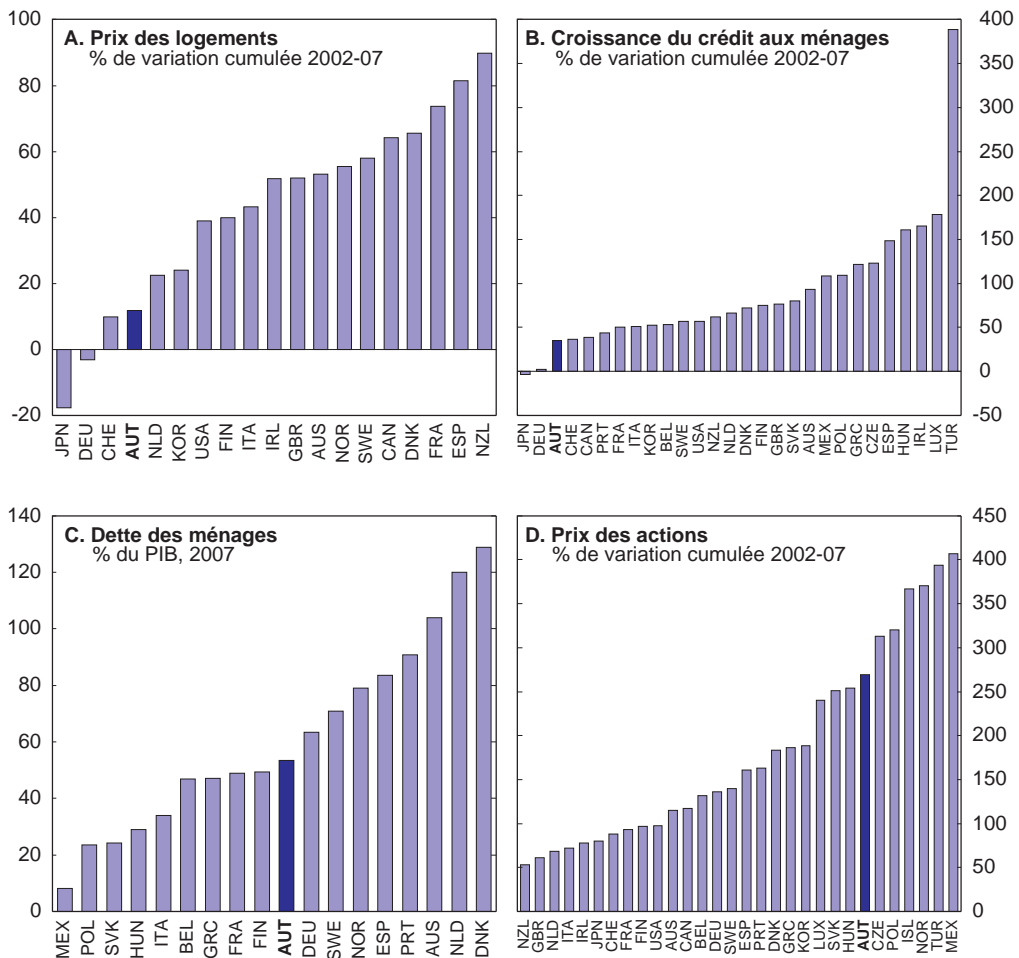 A. Prix des logements
% de variation cumulée 2002-07
100
80
60
40
20
0
-20
JPN DEU CHE AUT NLD KOR USA FIN ITA IRL GBR AUS NOR SWE CAN DNK FRA ESP NZL
B. Croissance du crédit aux ménages
% de variation cumulée 2002-07
400
350
300
250
200
150
100
50
0
-50
JPN DEU AUT CHE CAN PRT FRA ITA KOR BEL SWE USA NZL NLD DNK FIN GBR SVK AUS MEX POL GRC CZE ESP HUN IRL LUX TUR
C. Dette des ménages
% du PIB, 2007
140
120
100
80
60
40
20
0
MEX POL SVK HUN ITA BEL GRC FRA FIN AUT DEU SWE NOR ESP PRT AUS NLD DNK
D. Prix des actions
% de variation cumulée 2002-07
450
400
350
300
250
200
150
100
50
0
NZL GBR NLD ITA IRL JPN CHE FRA FIN USA AUS CAN BEL DEU SWE ESP PRT DNK GRC KOR LUX SVK HUN AUT CZE POL ISL NOR TUR MEX